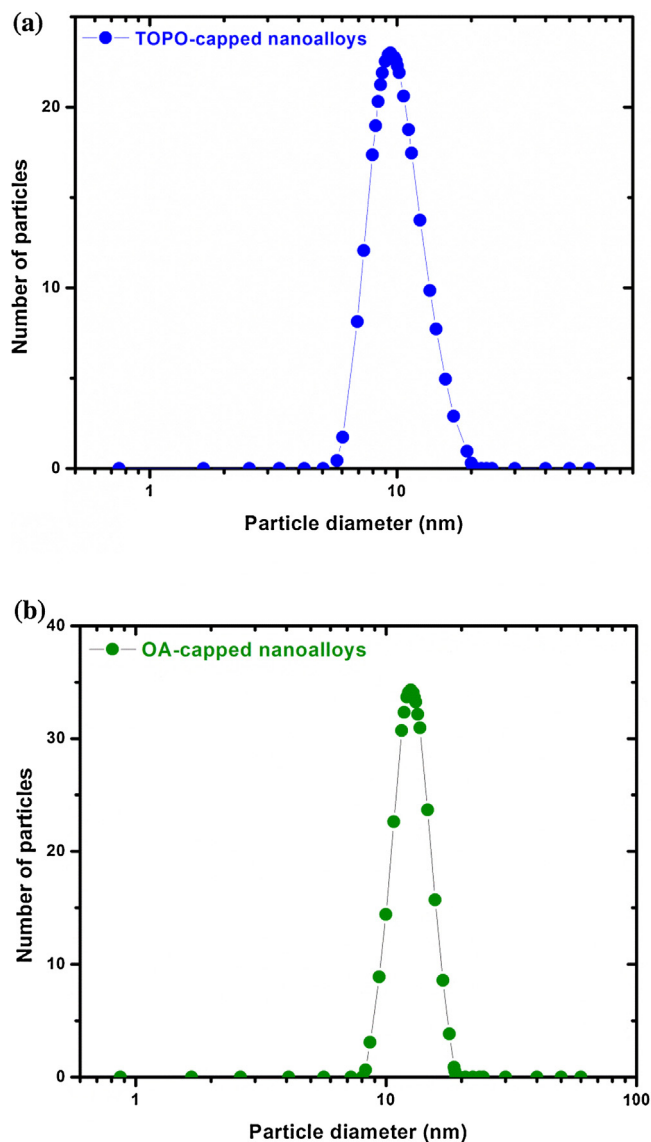 (a)
TOPO-capped nanoalloys
Number of particles
20
10
0
1
10
Particle diameter (nm)
(b)
40
OA-capped nanoalloys
Number of particles
30
20
10
0
1
10
100
Particle diameter (nm)